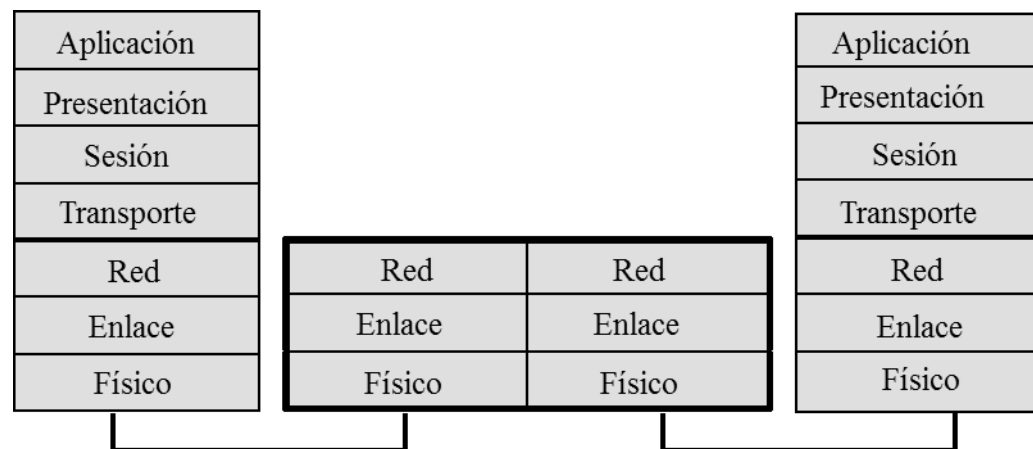 Aplicación
Presentación
Sesión
Transporte
Red
Enlace
Físico
Red
Enlace
Físico
Red
Enlace
Físico
Aplicación
Presentación
Sesión
Transporte
Red
Enlace
Físico